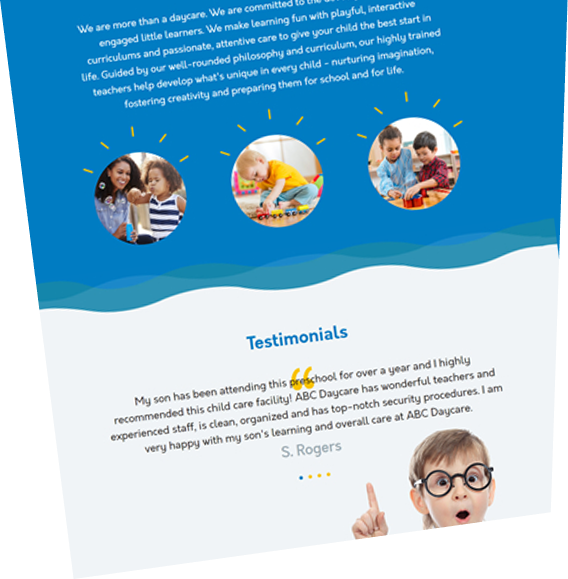 We are more than a daycare. We are committed to the
engaged little learners. We make learning fun with playful, interactive
curriculums and passionate, attentive care to give your child the best start in
life. Guided by our well-rounded philosophy and curriculum, our highly trained
teachers help develop what's unique in every child – nurturing imagination,
fostering creativity and preparing them for school and for life.
Testimonials
“
My son has been attending this preschool for over a year and I highly
recommended this child care facility! ABC Daycare has wonderful teachers and
experienced staff, is clean, organized and has top-notch security procedures. I am
very happy with my son's learning and overall care at ABC Daycare.
S. Rogers